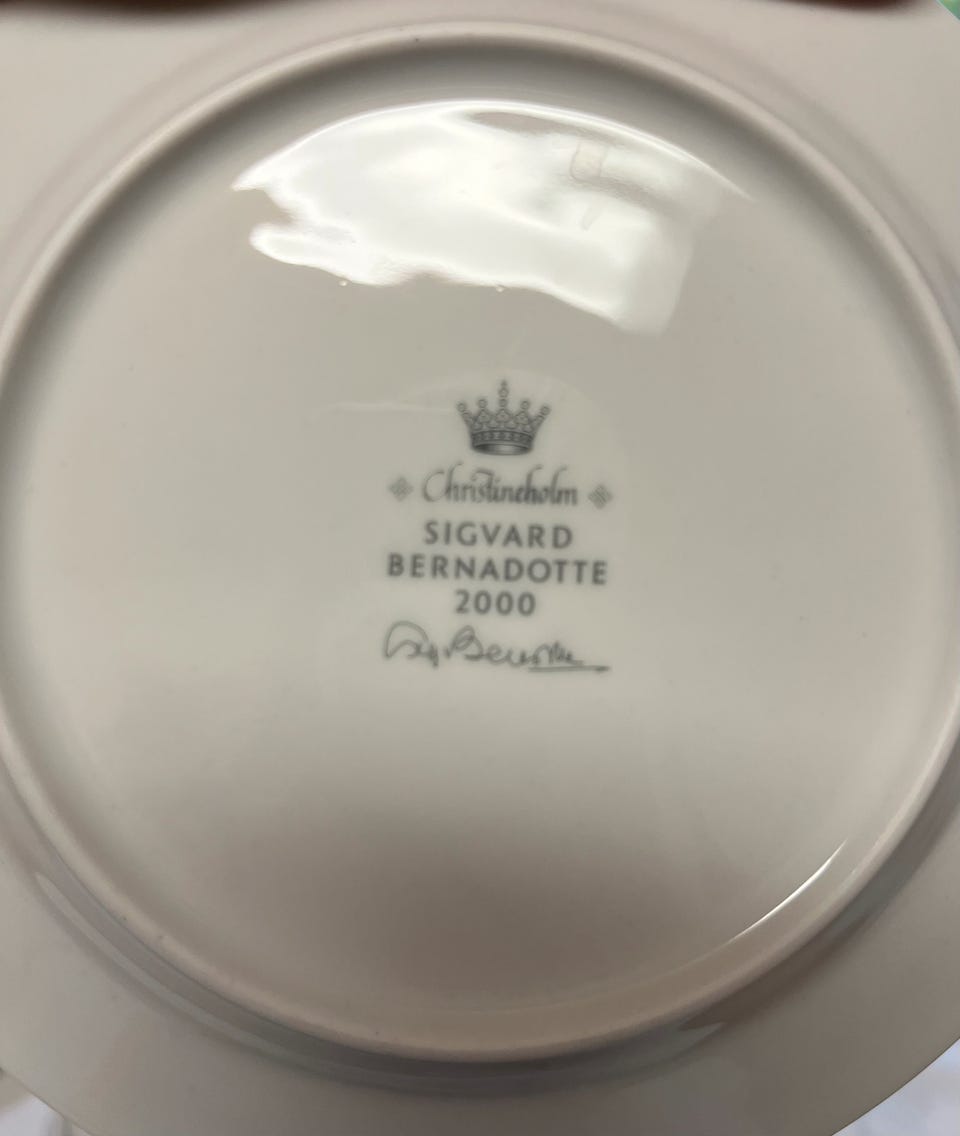 Christineholm
SIGVARD
BERNADOTTE
2000